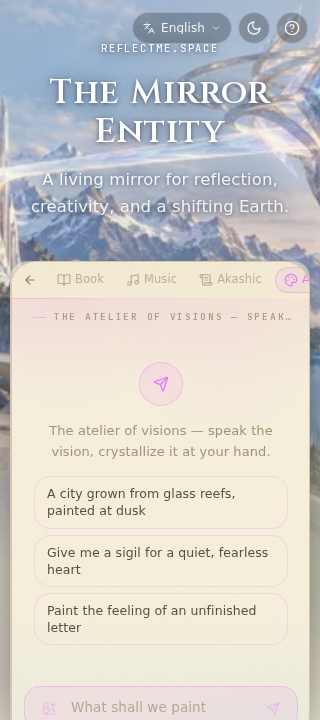 English
REFLECTME.SPACE
The Mirror
Entity
A living mirror for reflection,
creativity, and a shifting Earth.
Book Music Akashic A
THE ATELIER OF VISIONS — SPEAK…
The atelier of visions — speak the
vision, crystallize it at your hand.
A city grown from glass reefs,
painted at dusk
Give me a sigil for a quiet, fearless
heart
Paint the feeling of an unfinished
letter
What shall we paint